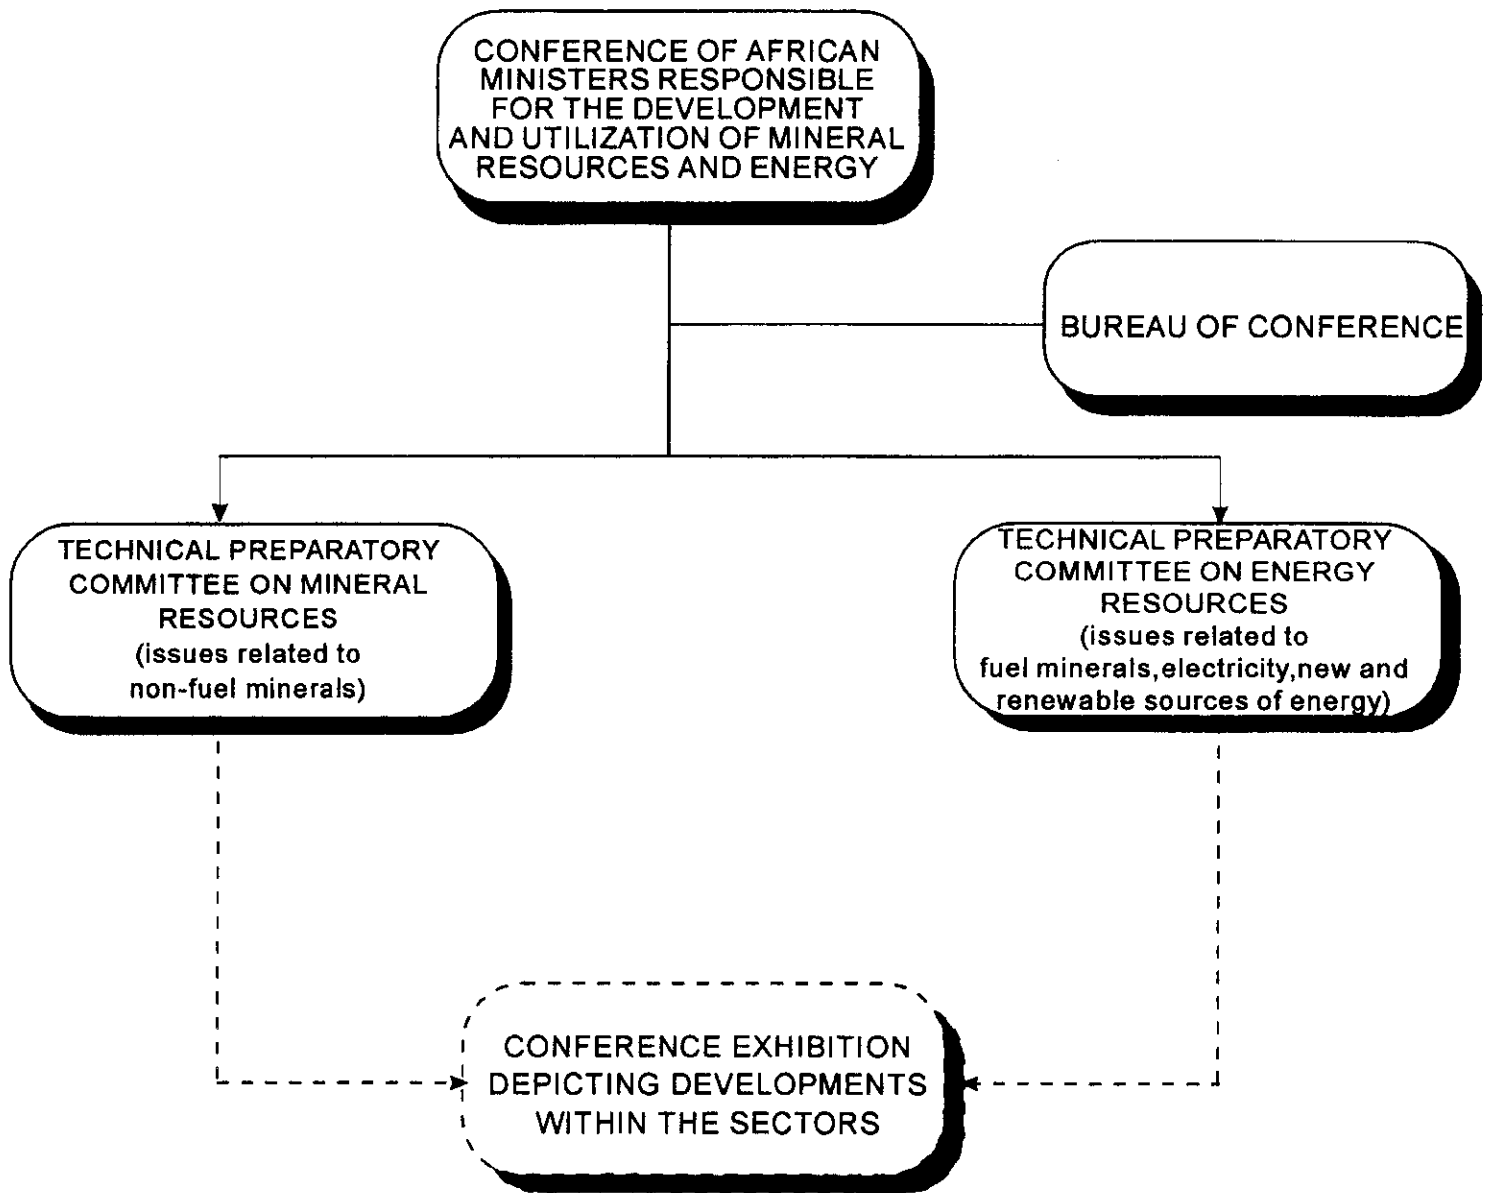 CONFERENCE OF AFRICAN
MINISTERS RESPONSIBLE
FOR THE DEVELOPMENT
AND UTILIZATION OF MINERAL
RESOURCES AND ENERGY
BUREAU OF CONFERENCE
TECHNICAL PREPARATORY
COMMITTEE ON MINERAL
RESOURCES
(issues related to
non-fuel minerals)
TECHNICAL PREPARATORY
COMMITTEE ON ENERGY
RESOURCES
(issues related to
fuel minerals,electricity,new and
renewable sources of energy)
CONFERENCE EXHIBITION
DEPICTING DEVELOPMENTS
WITHIN THE SECTORS